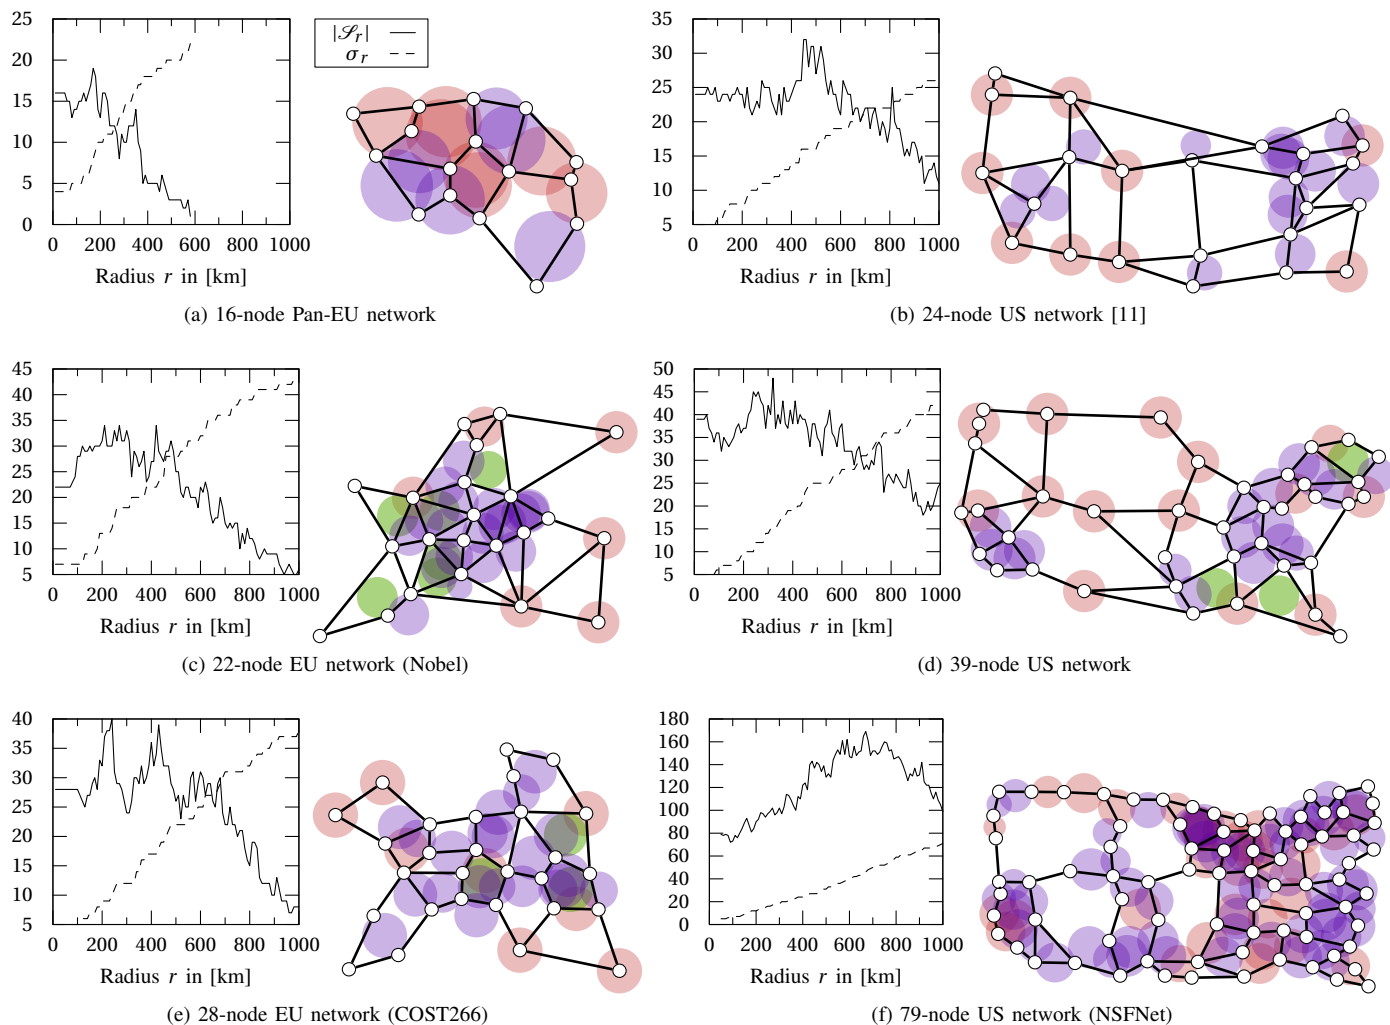 25
20
15
10
5
0
0 200 400 600 800 1000
Radius r in [km]
|𝒮r|
σr
(a) 16-node Pan-EU network
35
30
25
20
15
10
5
0 200 400 600 800 1000
Radius r in [km]
(b) 24-node US network [11]
45
40
35
30
25
20
15
10
5
0 200 400 600 800 1000
Radius r in [km]
(c) 22-node EU network (Nobel)
50
45
40
35
30
25
20
15
10
5
0 200 400 600 800 1000
Radius r in [km]
(d) 39-node US network
40
35
30
25
20
15
10
5
0 200 400 600 800 1000
Radius r in [km]
(e) 28-node EU network (COST266)
180
160
140
120
100
80
60
40
20
0
0 200 400 600 800 1000
Radius r in [km]
(f) 79-node US network (NSFNet)